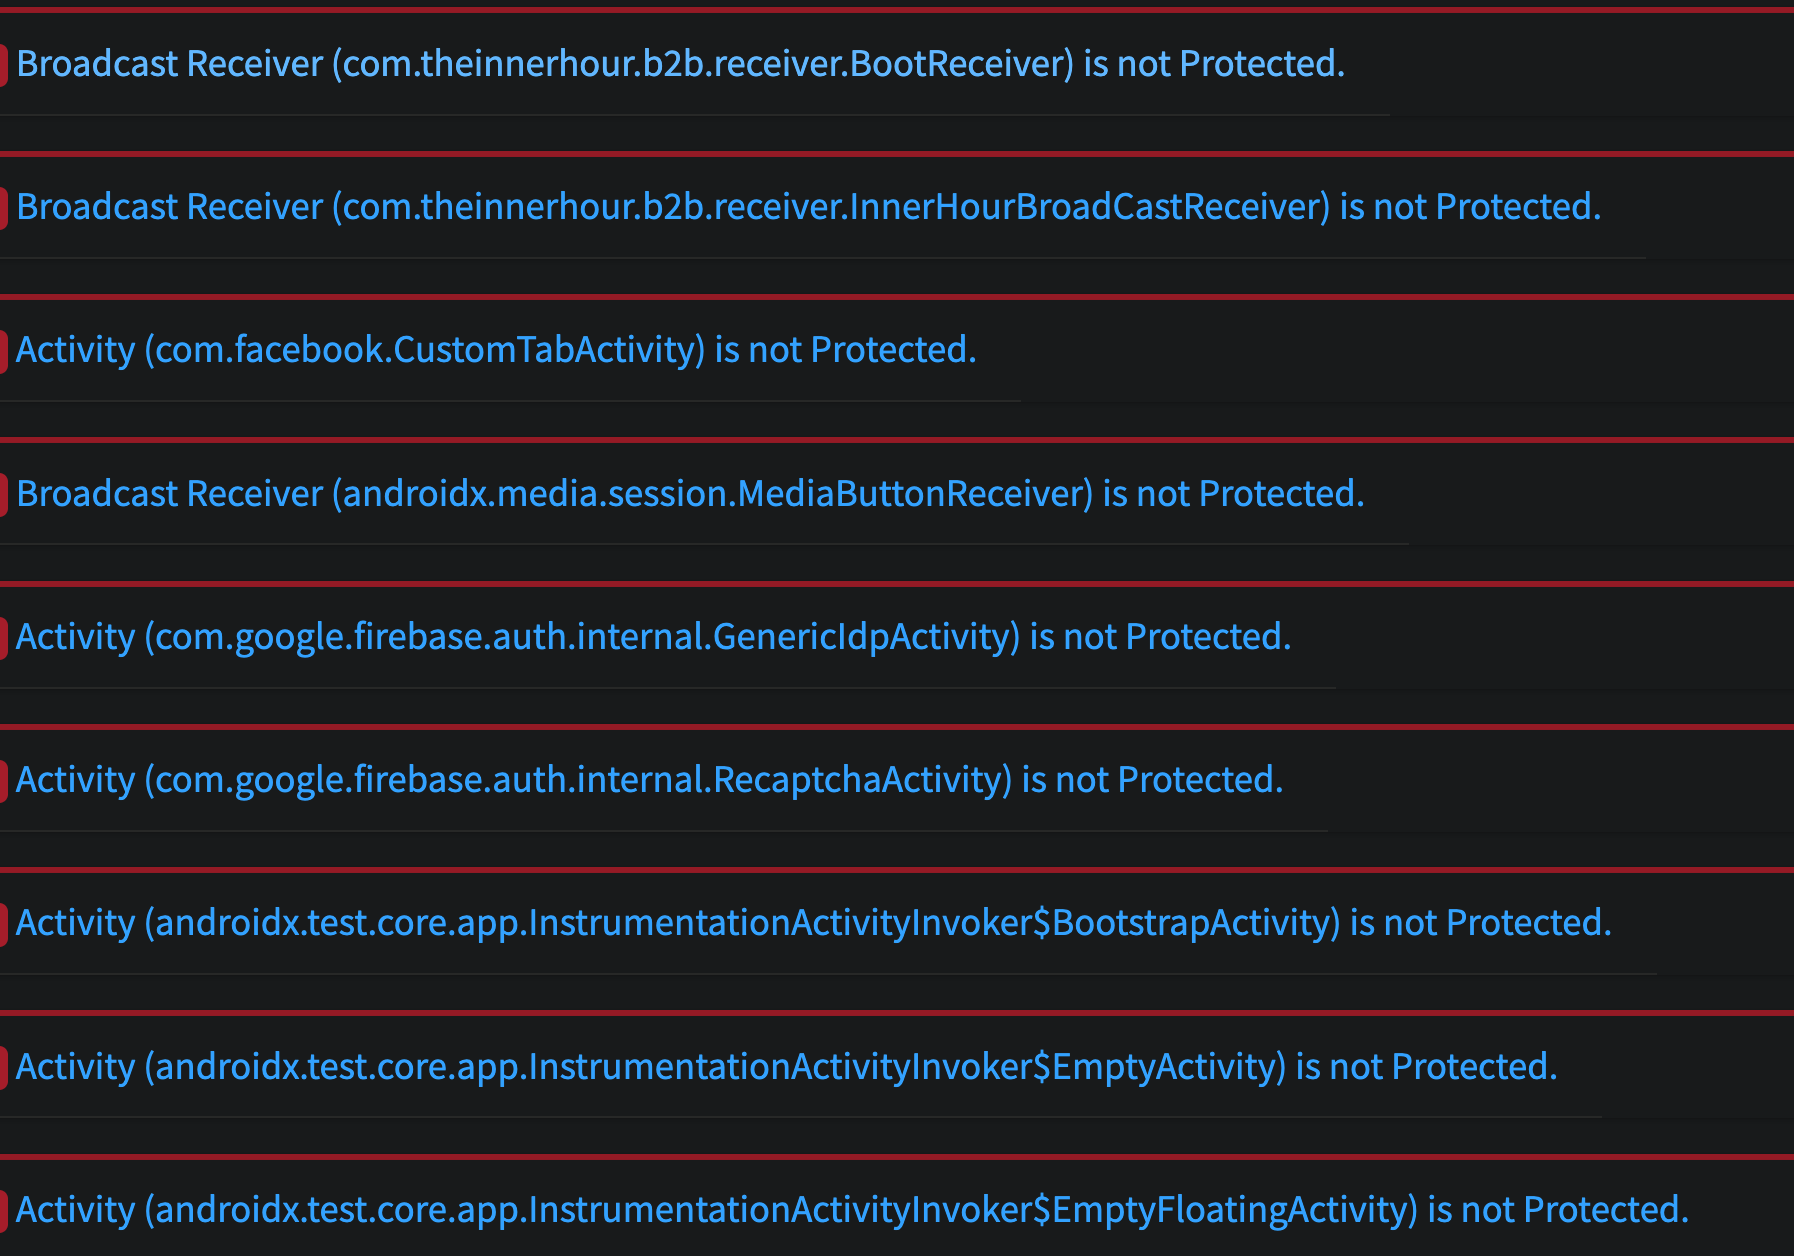 Broadcast Receiver (com.theinnerhour.b2b.receiver.BootReceiver) is not Protected.
Broadcast Receiver (com.theinnerhour.b2b.receiver.InnerHourBroadCastReceiver) is not Protected.
Activity (com.facebook.CustomTabActivity) is not Protected.
Broadcast Receiver (androidx.media.session.MediaButtonReceiver) is not Protected.
Activity (com.google.firebase.auth.internal.GenericIdpActivity) is not Protected.
Activity (com.google.firebase.auth.internal.RecaptchaActivity) is not Protected.
Activity (androidx.test.core.app.InstrumentationActivityInvoker$BootstrapActivity) is not Protected.
Activity (androidx.test.core.app.InstrumentationActivityInvoker$EmptyActivity) is not Protected.
Activity (androidx.test.core.app.InstrumentationActivityInvoker$EmptyFloatingActivity) is not Protected.